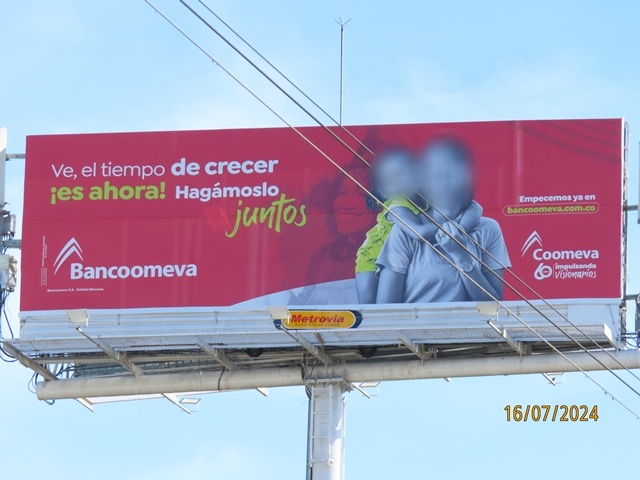 Ve, el tiempo de crecer
¡es ahora! Hagámoslo
juntos
Empecemos ya en
bancoomeva.com.co
Bancoomeva
Coomeva
60 impulsando
Visionarios
Metrovia
16/07/2024